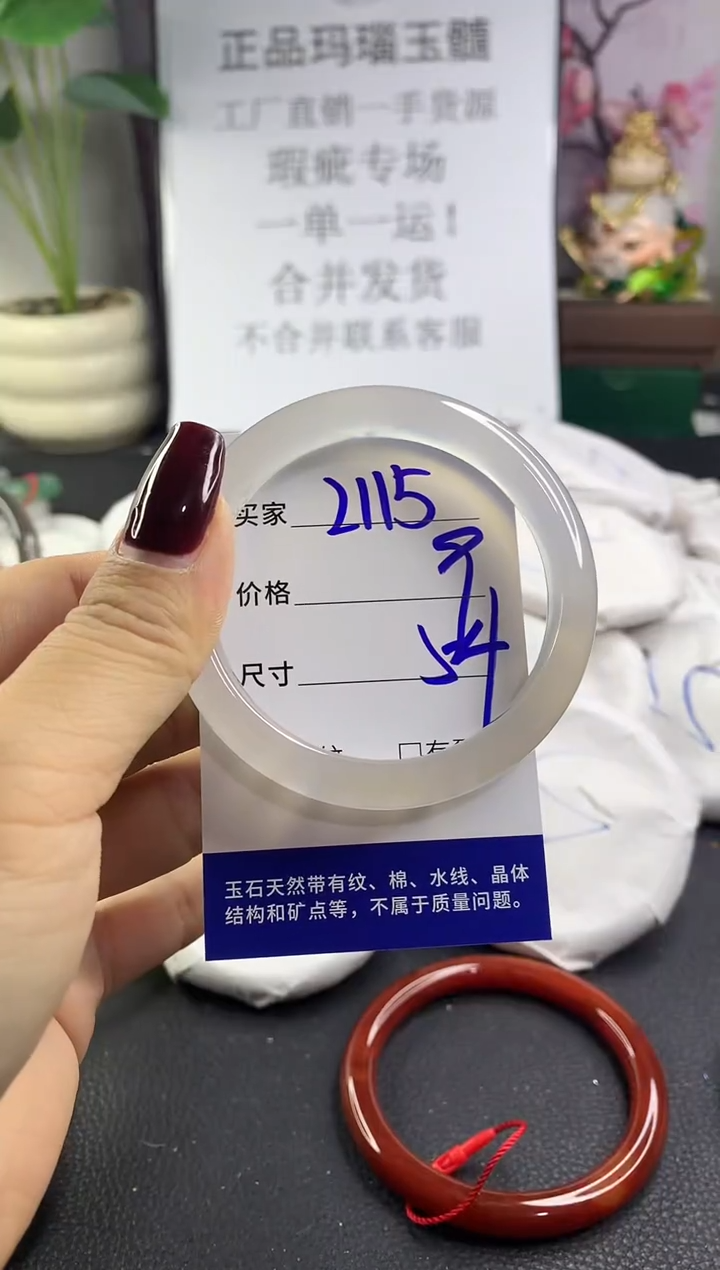 正品玛瑙玉髓
工厂直销一手货源
瑕疵专场
一单一运！
合并发货
不合并联系客服
买家 2115
价格
尺寸 54
玉石天然带有纹、棉、水线、晶体
结构和矿点等，不属于质量问题。